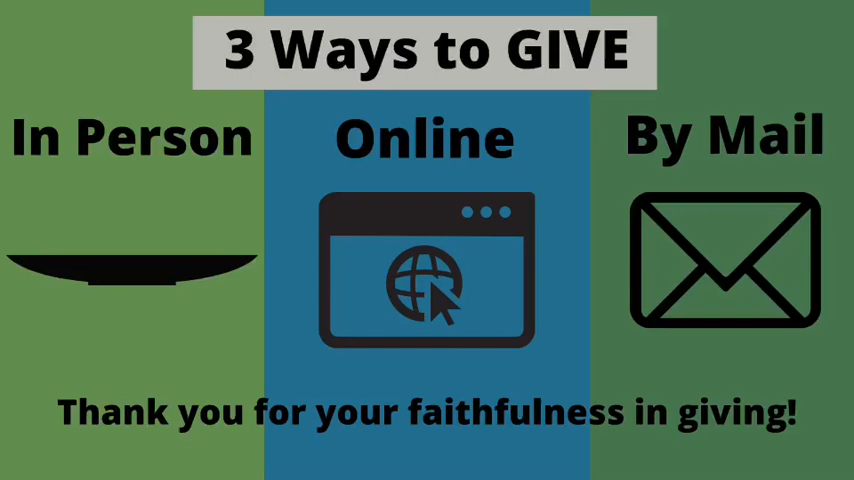 3 Ways to GIVE
In Person
Online
By Mail
Thank you for your faithfulness in giving!